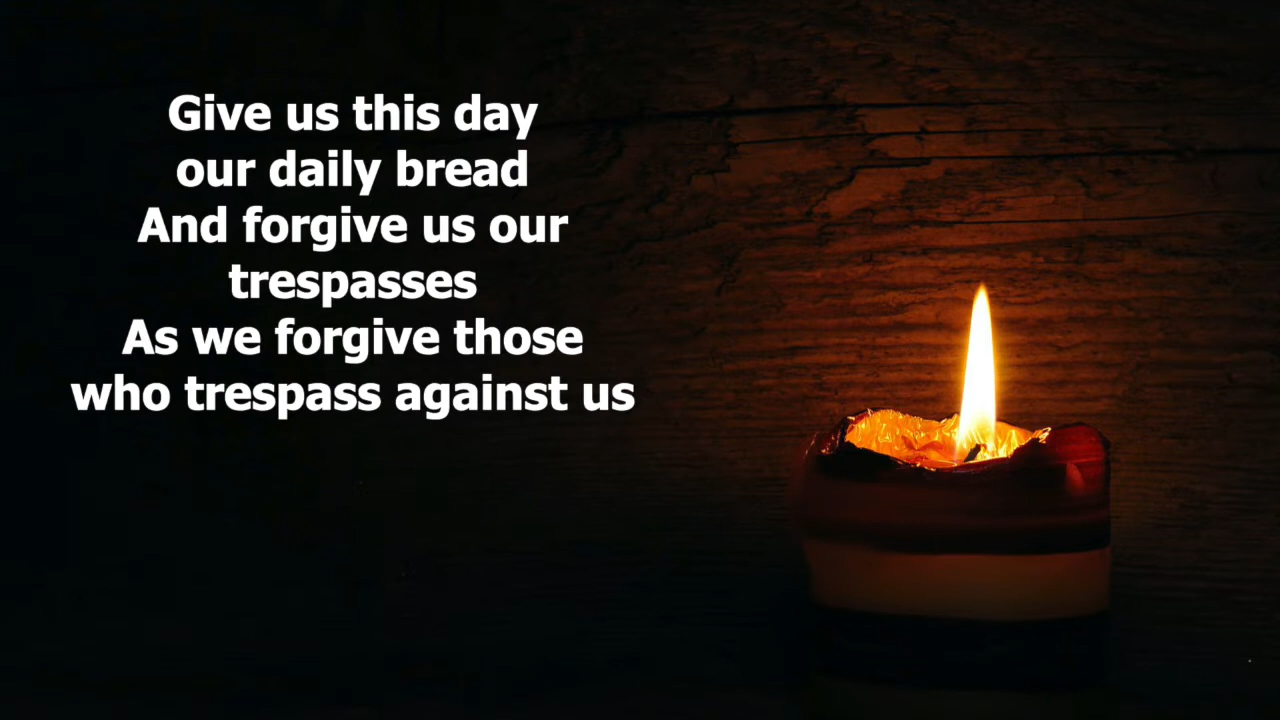 Give us this day
our daily bread
And forgive us our
trespasses
As we forgive those
who trespass against us